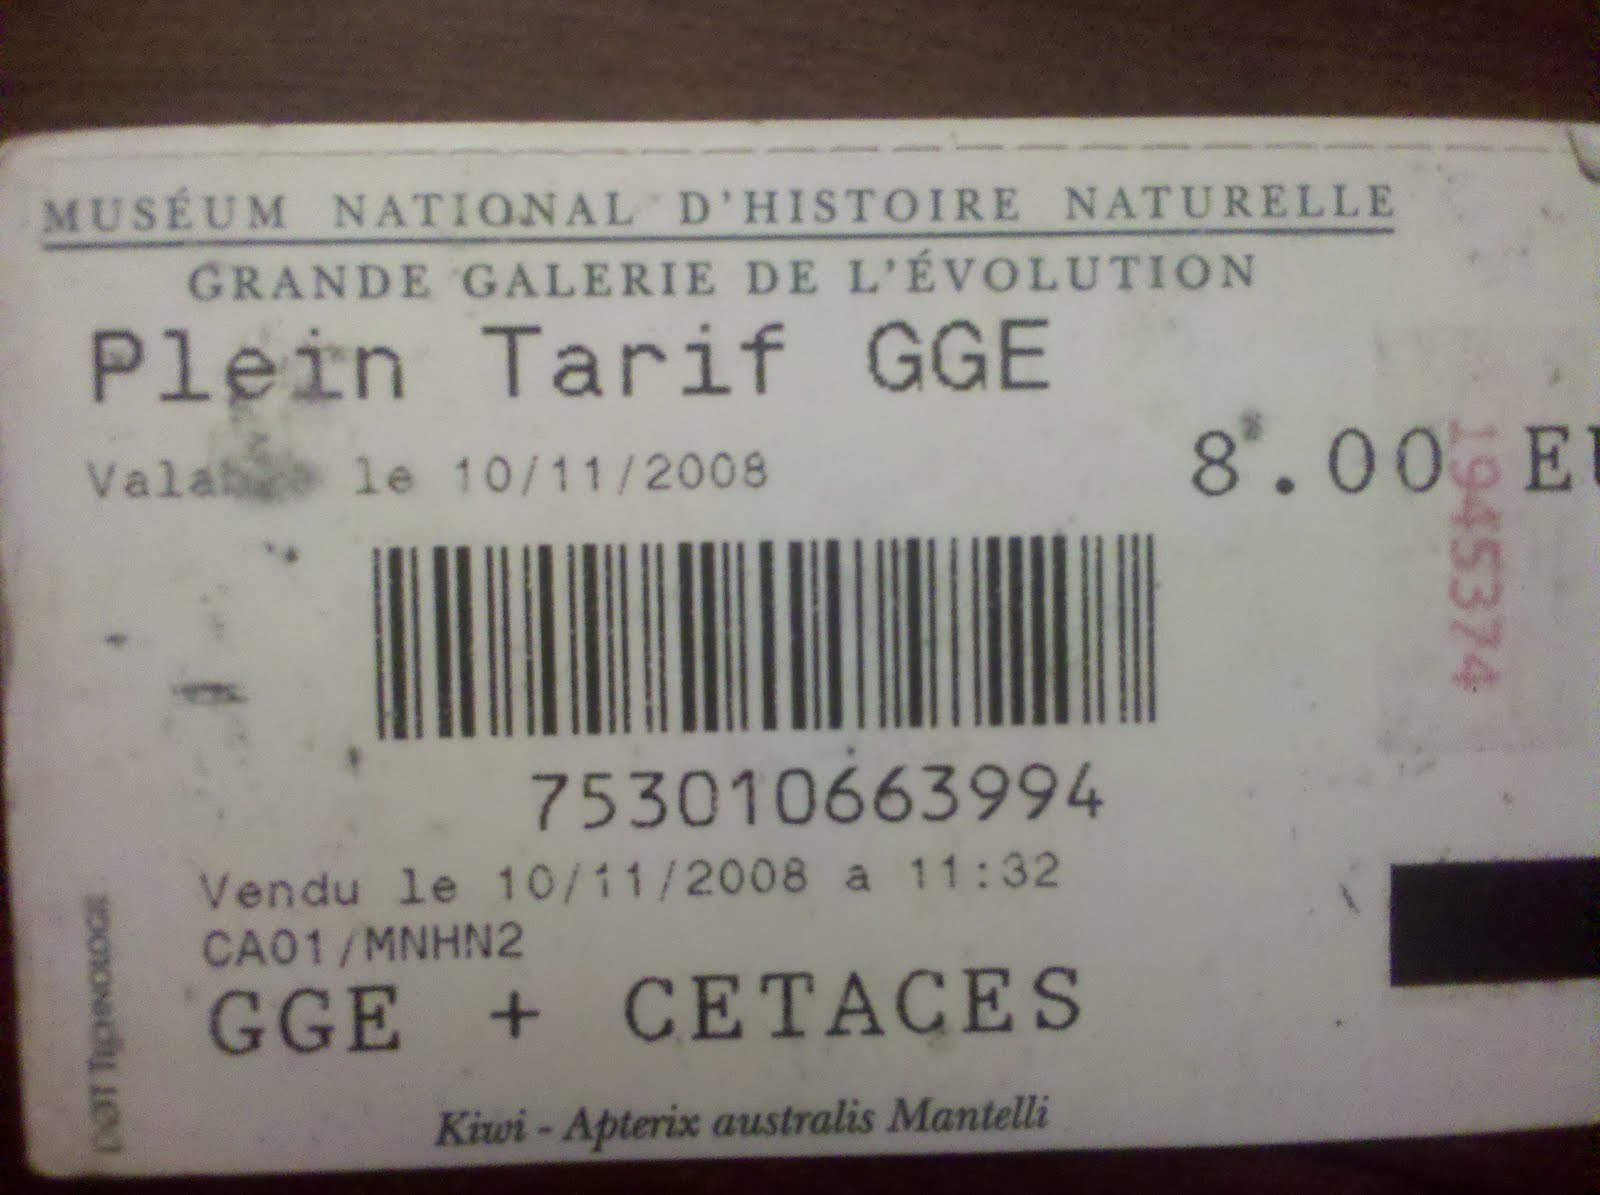 MUSÉUM NATIONAL D'HISTOIRE NATURELLE
GRANDE GALERIE DE L'ÉVOLUTION
Plein Tarif GGE
le 10/11/2008
8.00
1945374
753010663994
Vendu le 10/11/2008 a 11:32
CA01/MNHN2
GGE + CETACES
Kiwi - Apterix australis Mantelli